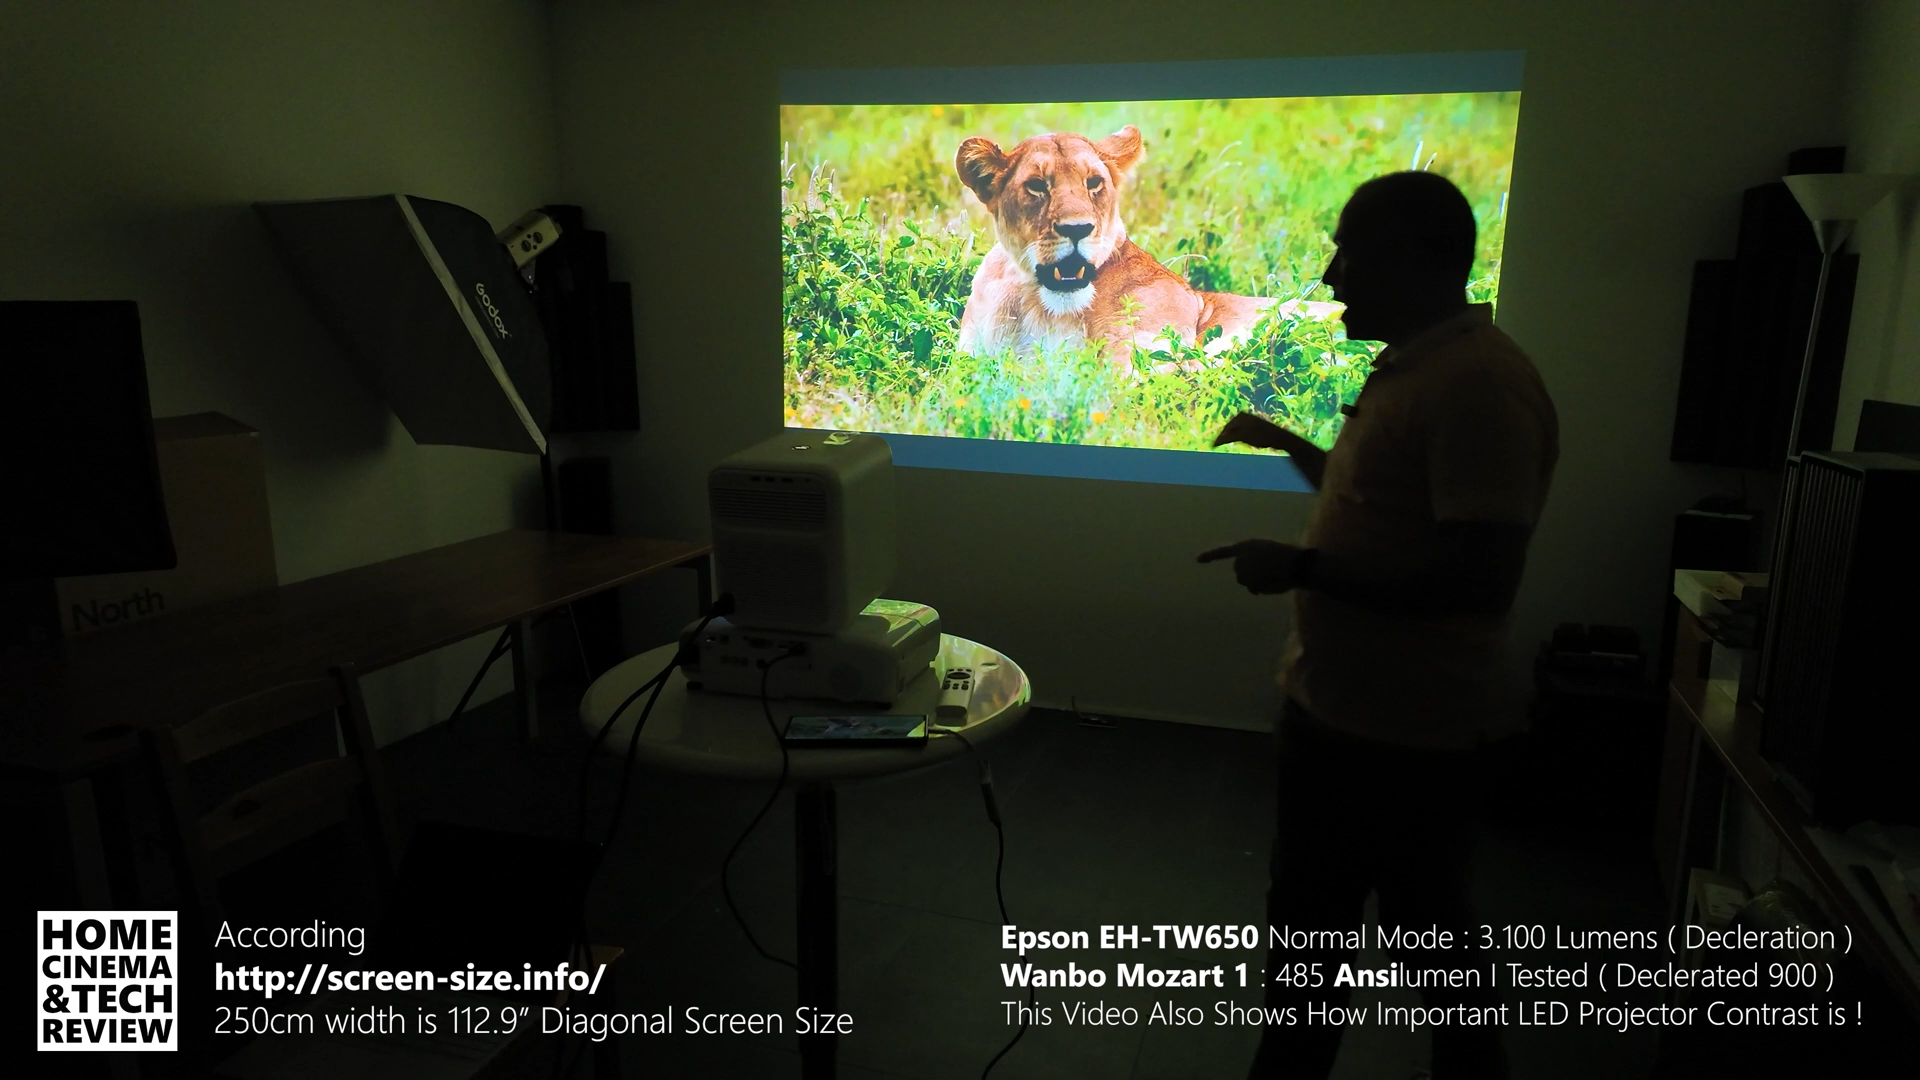 GODOX
North
HOME
CINEMA
&TECH
REVIEW
According
http://screen-size.info/
250cm width is 112.9” Diagonal Screen Size
Epson EH-TW650 Normal Mode : 3.100 Lumens ( Decleration )
Wanbo Mozart 1 : 485 Ansilumen I Tested ( Declerated 900 )
This Video Also Shows How Important LED Projector Contrast is !